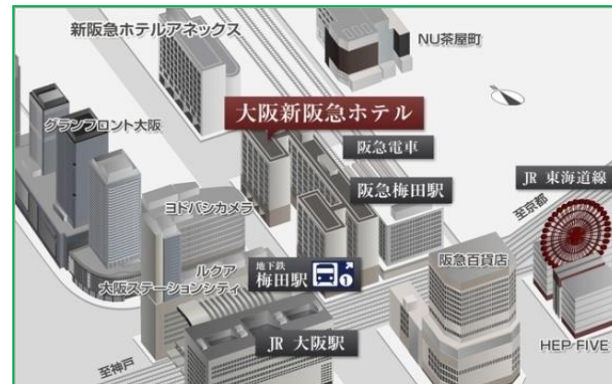 新阪急ホテルアネックス
NU茶屋町
大阪新阪急ホテル
グランフロント大阪
阪急電車
阪急梅田駅
JR 東海道線
至京都
ヨドバシカメラ
ルクア
大阪ステーションシティ
地下鉄
梅田駅
1
阪急百貨店
JR 大阪駅
HEP FIVE
至神戸